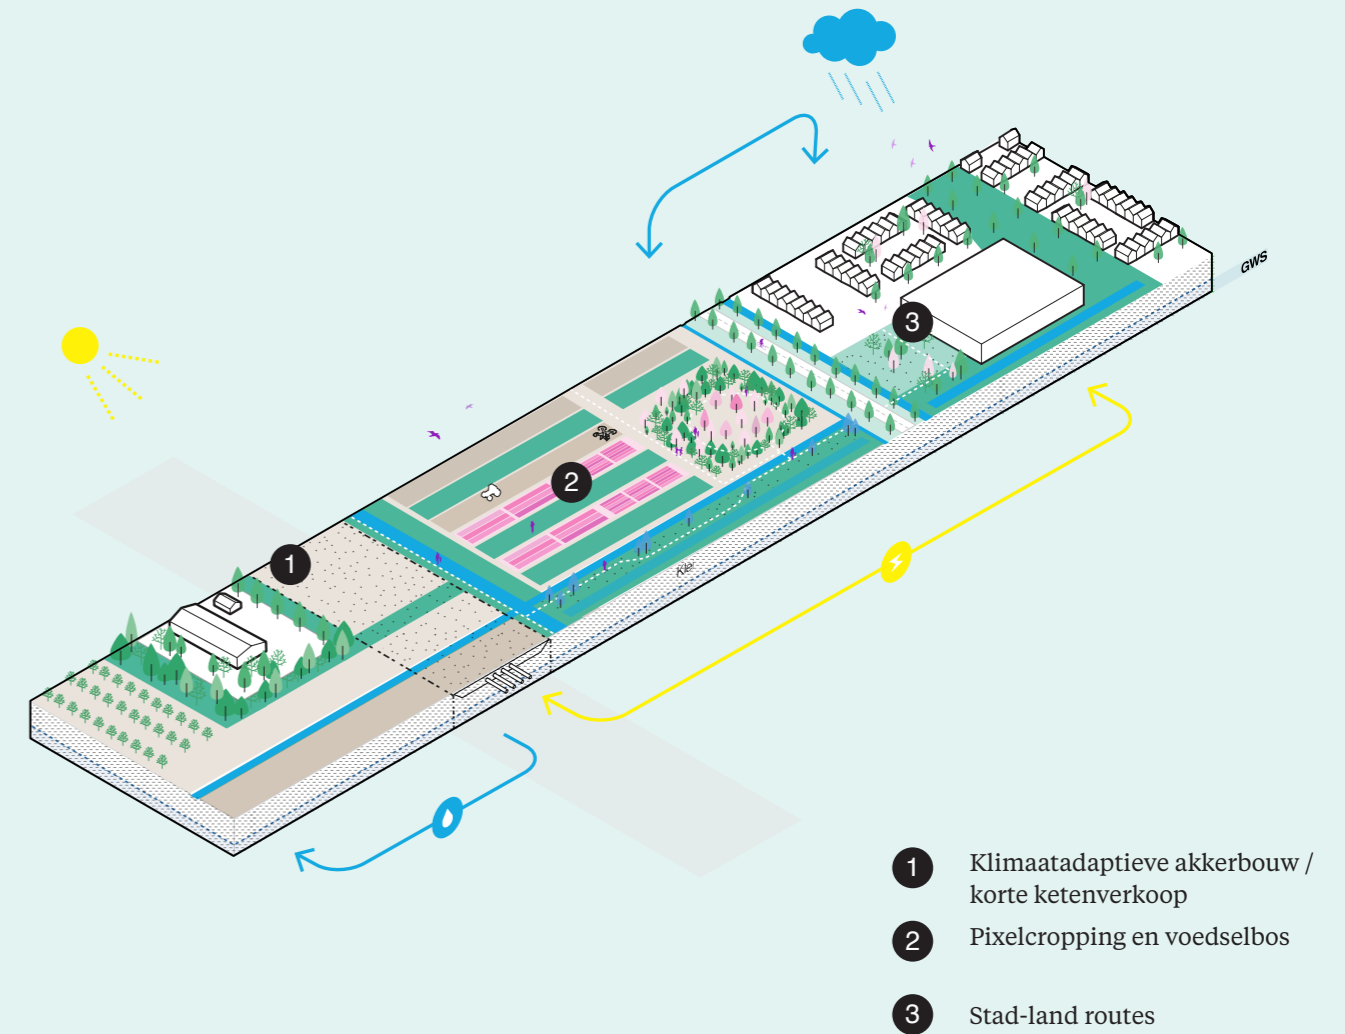 GWS
3
2
Klei
1
1 Klimaatadaptieve akkerbouw /
korte ketenverkoop
2 Pixelcropping en voedselbos
3 Stad-land routes